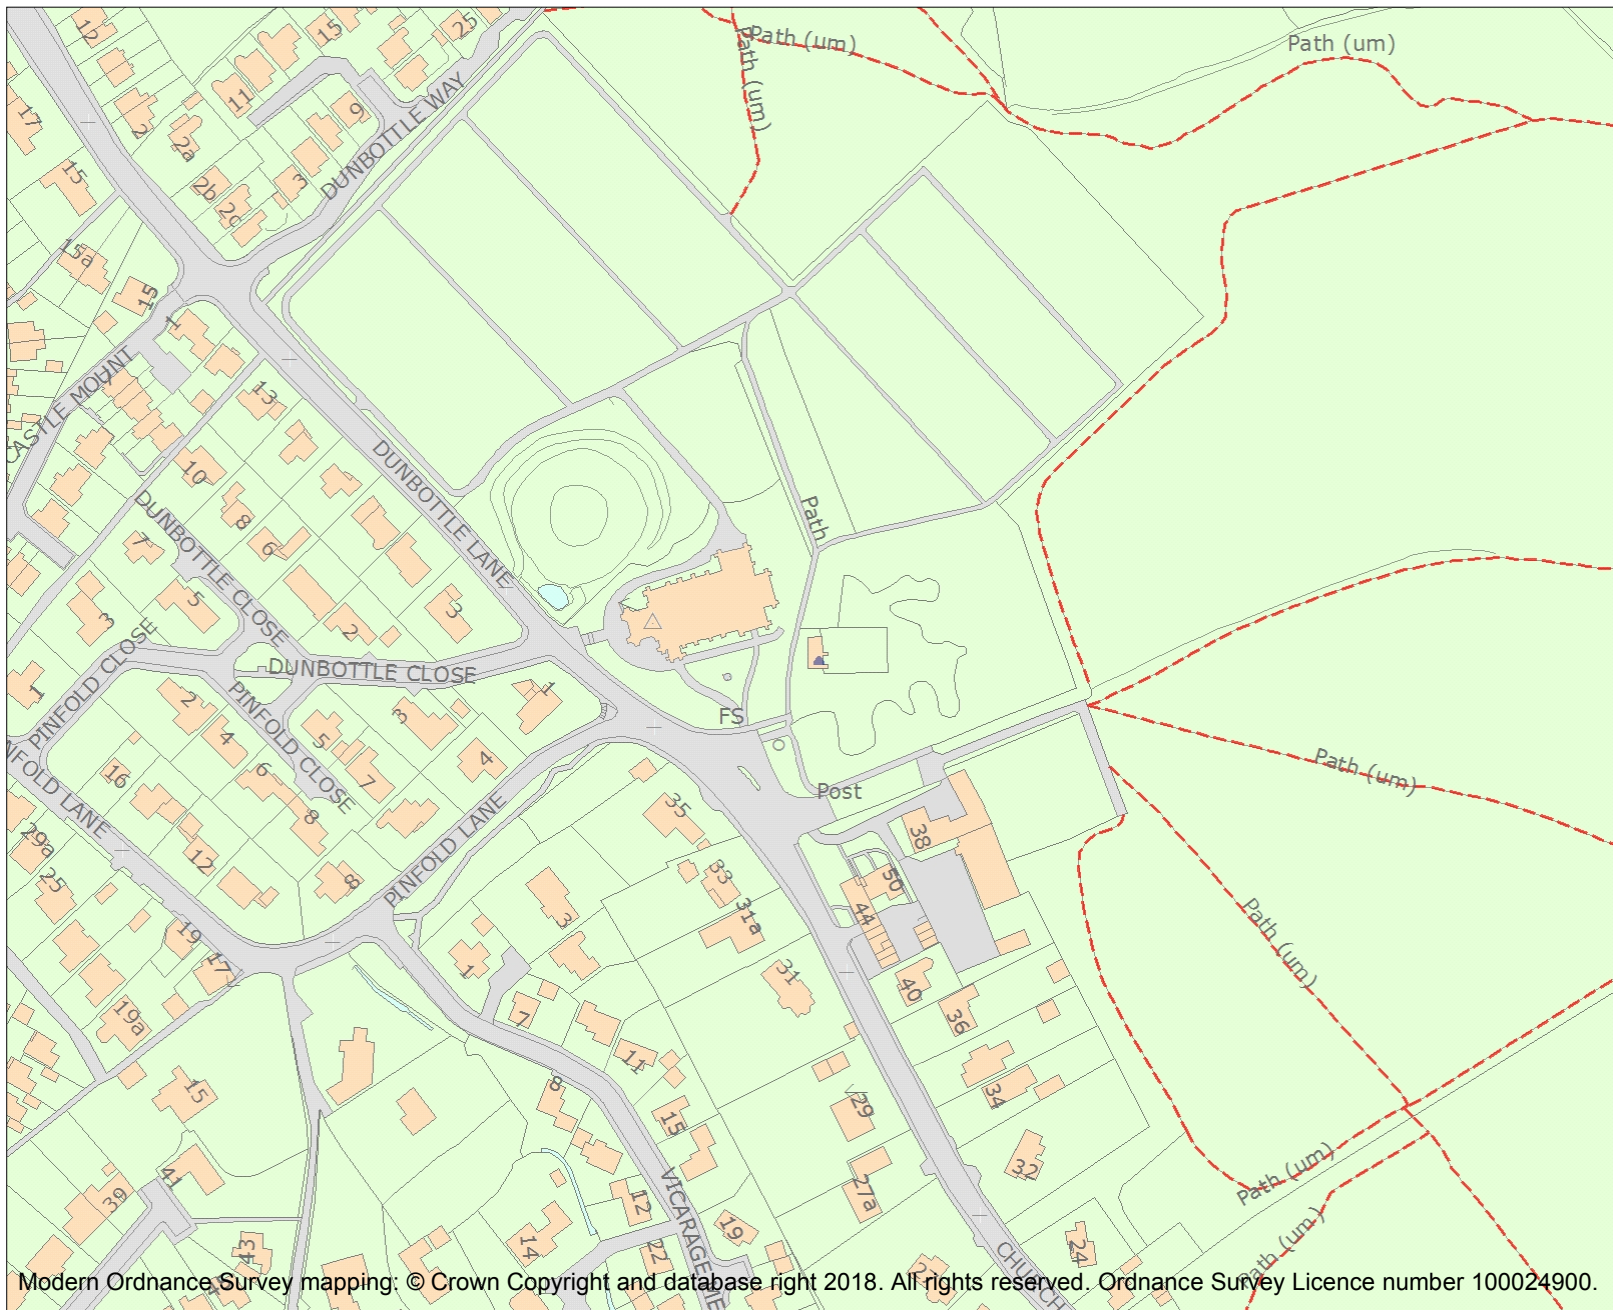 12
15
25
Path (um)
Path (um)
Path (um)
11
9
17
2
2a
DUNBOTTLE WAY
15
2b
2c
3
15a
15
1
CASTLE MOUNT
7
13
DUNBOTTLE LANE
10
8
6
DUNBOTTLE CLOSE
7
5
3
2
3
Path
PINFOLD CLOSE
DUNBOTTLE CLOSE
1
2
4
PINFOLD CLOSE
3
1
5
7
4
6
8
16
FS
Post
Path (um)
PINFOLD LANE
29a
25
12
8
PINFOLD LANE
35
33
31a
38
50
44
3
19
17
1
31
40
36
Path (um)
19a
7
11
34
29
15
8
15
32
41
39
27a
Path (um)
Path (um)
12
14
19
22
43
24
VICARAGE
CHURCH
Modern Ordnance Survey mapping: © Crown Copyright and database right 2018. All rights reserved. Ordnance Survey Licence number 100024900.